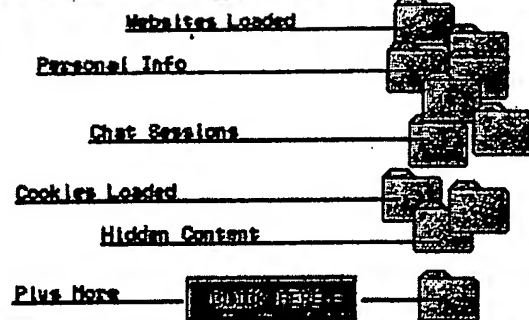 Websites Loaded
Personal Info
Chat Sessions
Cookies Loaded
Hidden Content
Plus More